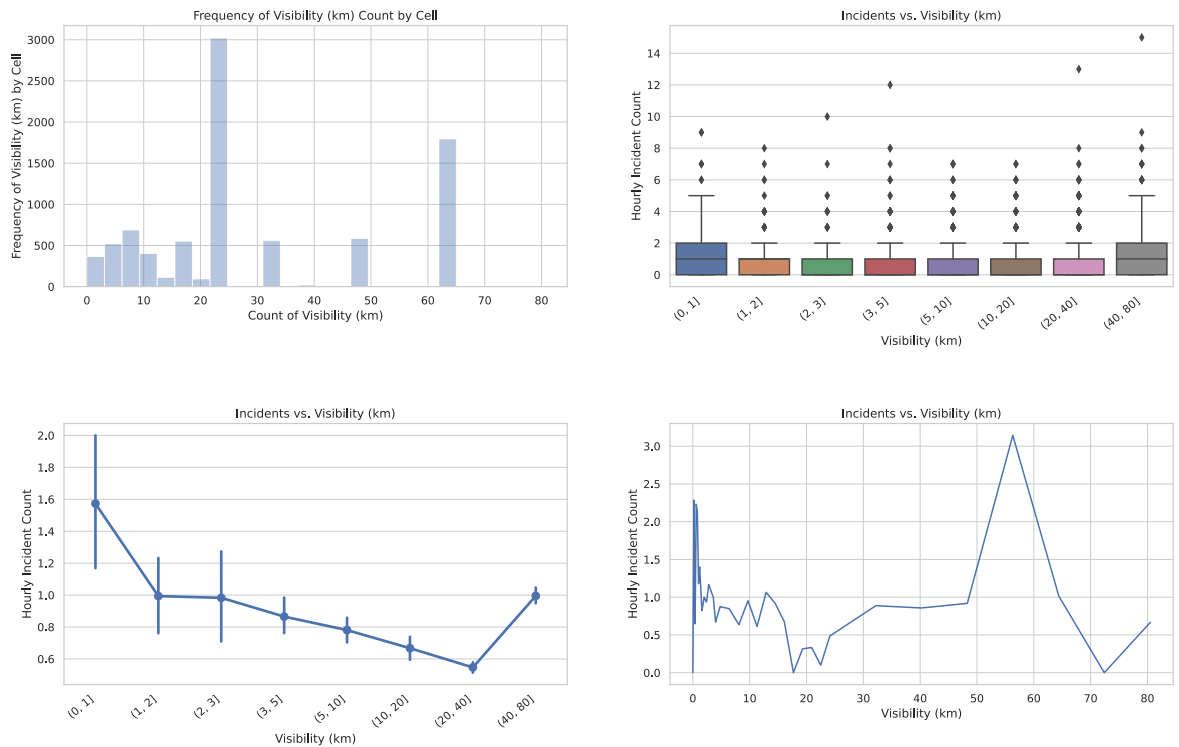 Frequency of Visibility (km) Count by Cell
Frequency of Visibility (km) by Cell
3000
2500
2000
1500
1000
500
0
0 10 20 30 40 50 60 70 80
Count of Visibility (km)
Incidents vs. Visibility (km)
Hourly Incident Count
14
12
10
8
6
4
2
0
(0, 1] (1, 2] (2, 3] (3, 5] (5, 10] (10, 20] (20, 40] (40, 80]
Visibility (km)
Incidents vs. Visibility (km)
Hourly Incident Count
2.0
1.8
1.6
1.4
1.2
1.0
0.8
0.6
(0, 1] (1, 2] (2, 3] (3, 5] (5, 10] (10, 20] (20, 40] (40, 80]
Visibility (km)
Incidents vs. Visibility (km)
Hourly Incident Count
3.0
2.5
2.0
1.5
1.0
0.5
0.0
0 10 20 30 40 50 60 70 80
Visibility (km)